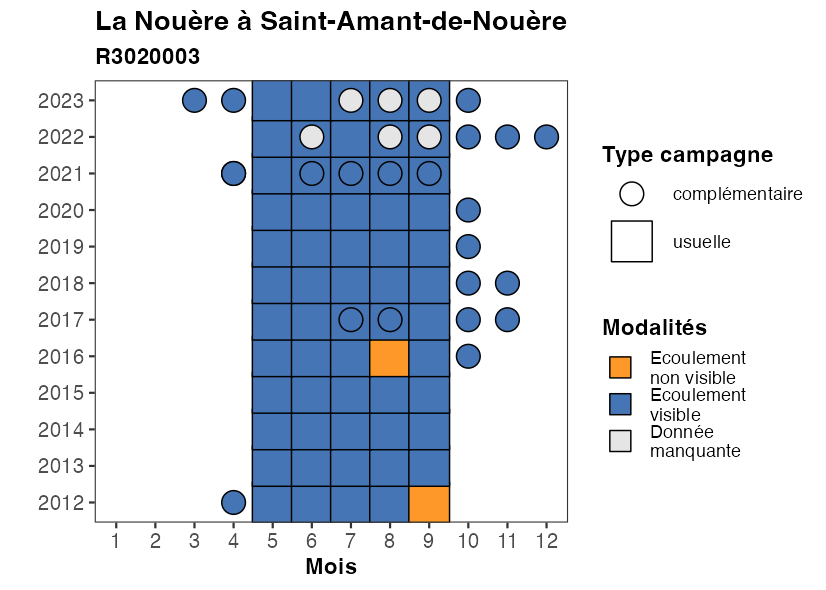 La Nouère à Saint-Amant-de-Nouère
R3020003
2023
2022
2021
2020
2019
2018
2017
2016
2015
2014
2013
2012
1 2 3 4 5 6 7 8 9 10 11 12
Mois
Type campagne
complémentaire
usuelle
Modalités
Ecoulement
non visible
Ecoulement
visible
Donnée
manquante